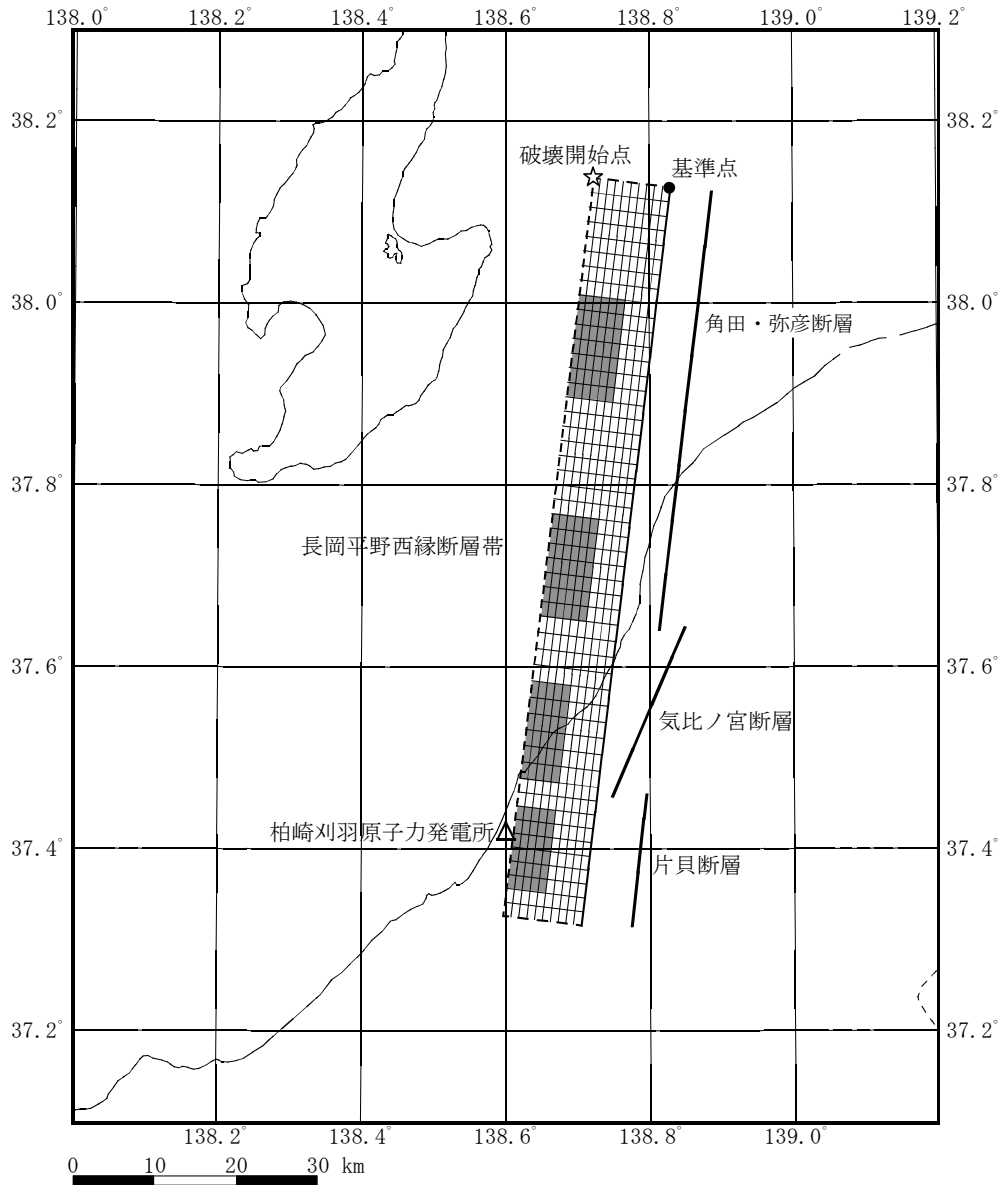 138.0° 138.2° 138.4° 138.6° 138.8° 139.0° 139.2°
38.2° 38.2°
破壊開始点
基準点
38.0° 38.0°
角田・弥彦断層
37.8° 37.8°
長岡平野西縁断層帯
37.6° 37.6°
気比ノ宮断層
柏崎刈羽原子力発電所
37.4° 37.4°
片貝断層
37.2° 37.2°
138.2° 138.4° 138.6° 138.8° 139.0°
0 10 20 30 km